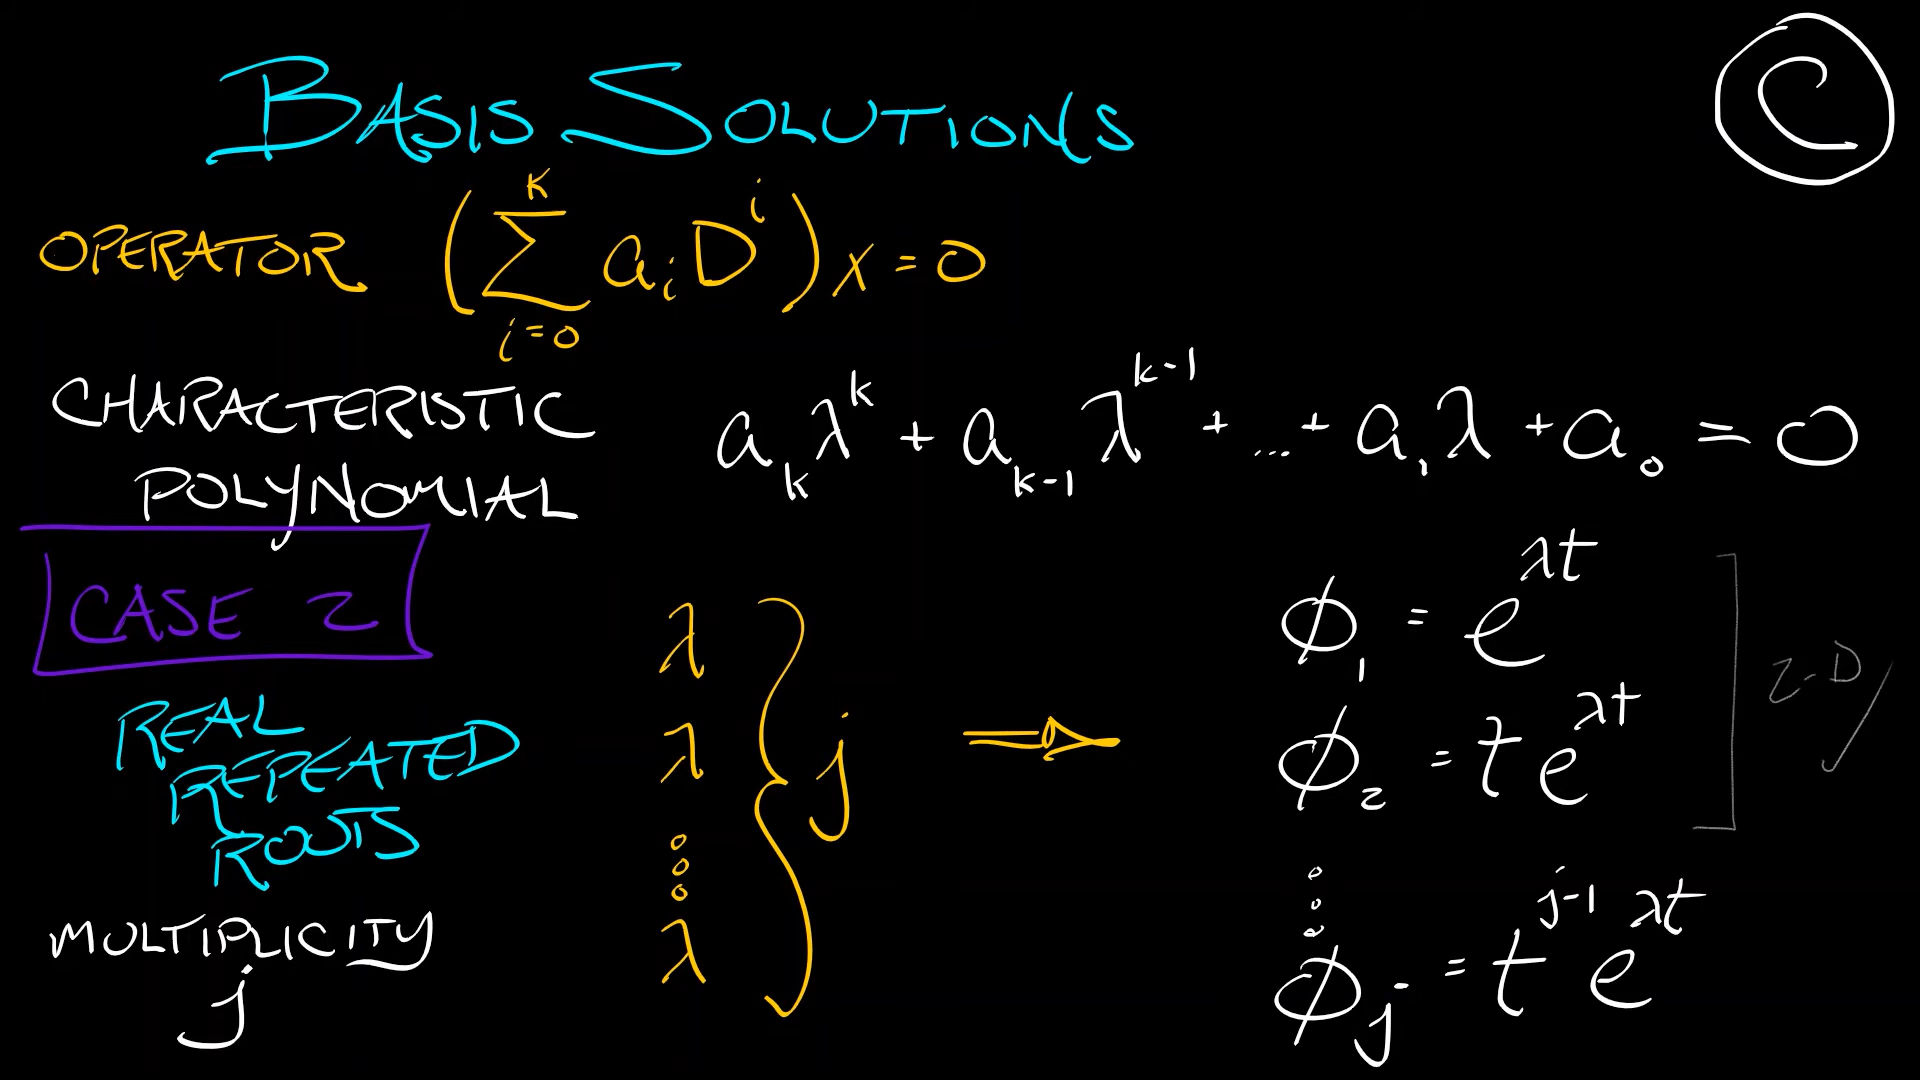 BASIS SOLUTIONS
C
OPERATOR (∑_{i=0}^{k} a_i D^i) x = 0
CHARACTERISTIC
POLYNOMIAL
a_k λ^k + a_{k-1} λ^{k-1} + ... + a_1 λ + a_0 = 0
CASE 2
REAL
REPEATED
ROOTS
MULTIPLICITY
j
λ
λ
λ
j
⇒
ϕ_1 = e^{λt}
ϕ_2 = t e^{λt}
ϕ_j = t^{j-1} e^{λt}
2-D